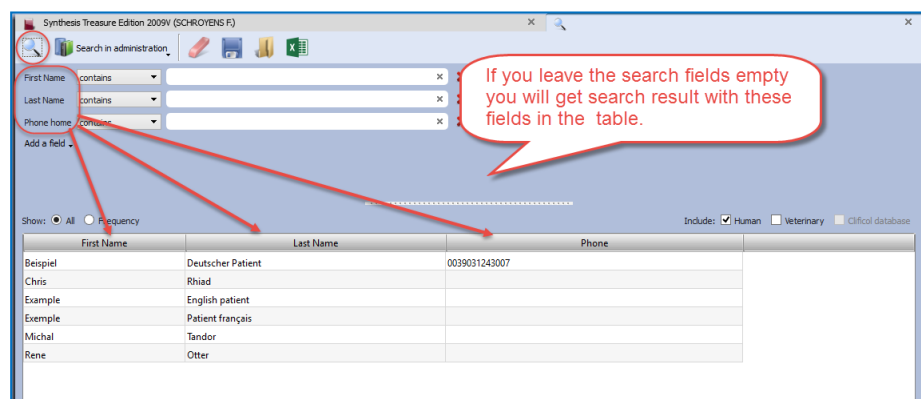 Synthesis Treasure Edition 2009V (SCHROYENS F.)
Search in administration
First Name contains
Last Name contains
Phone home contains
Add a field
If you leave the search fields empty
you will get search result with these
fields in the table.
Show: All Frequency Include: Human Veterinary Clificol database
First Name Last Name Phone
Beispiel Deutscher Patient 0039031243007
Chris Rhiad
Example English patient
Exemple Patient français
Michal Tandor
Rene Otter